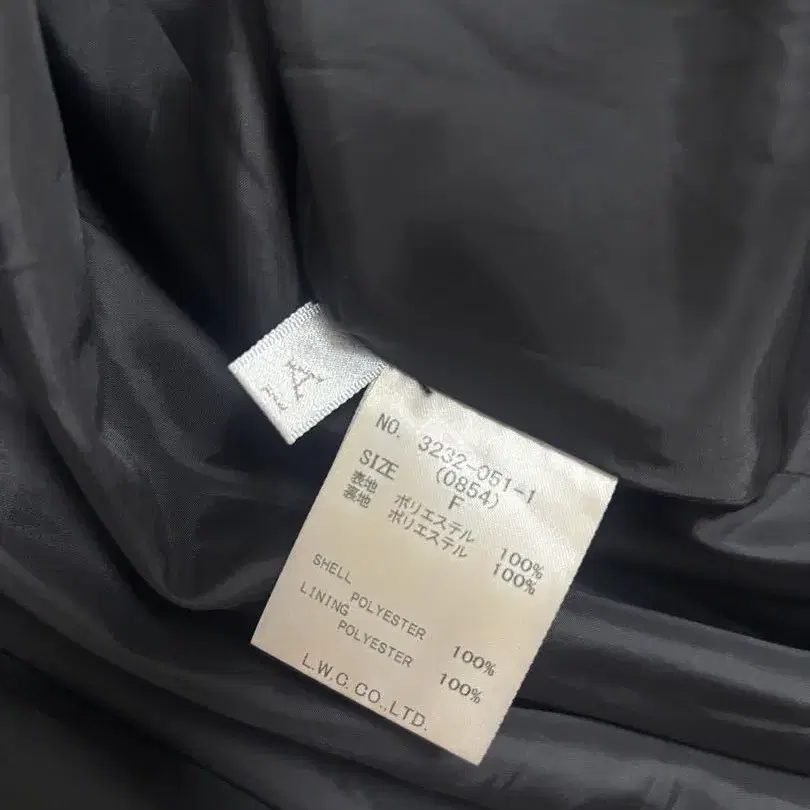 IA
NO. 3232-051-1
(0854)
SIZE F
表地 ポリエステル 100%
裏地 ポリエステル 100%
SHELL
POLYESTER 100%
LINING
POLYESTER 100%
L.W.C.CO.,LTD.